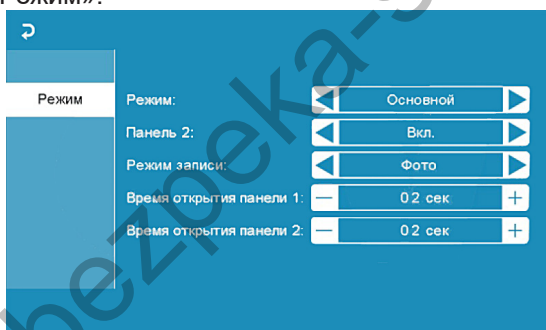 Режим».
Режим
Режим: Основной
Панель 2: Вкл.
Режим записи: Фото
Время открытия панели 1: — 02 сек +
Время открытия панели 2: — 02 сек +